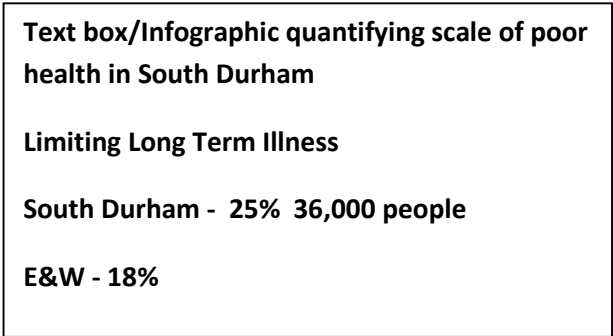 Text box/Infographic quantifying scale of poor
health in South Durham
Limiting Long Term Illness
South Durham - 25% 36,000 people
E&W - 18%